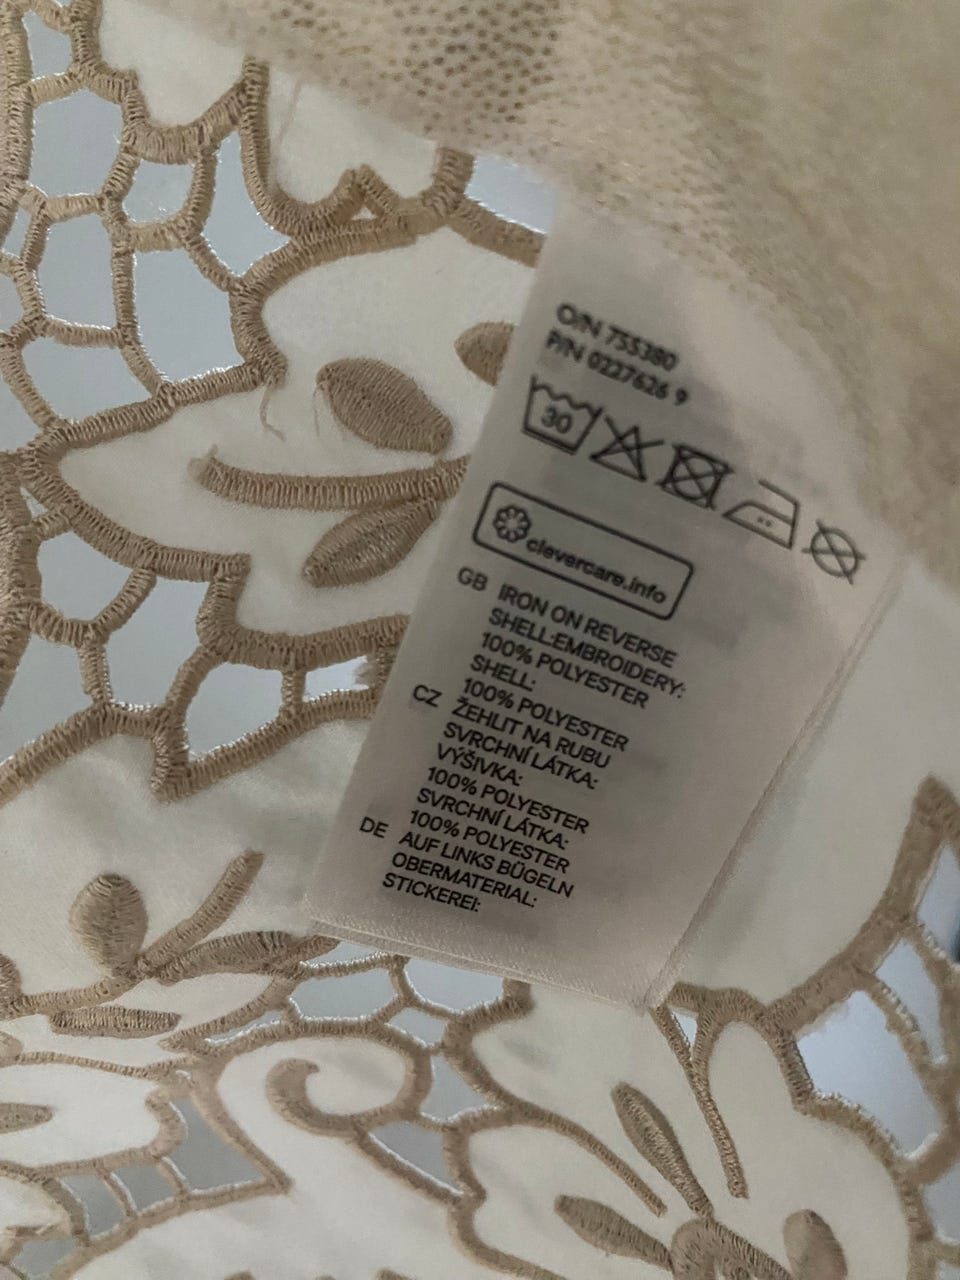 O/N 755380
P/N 0227626 9
30
clevercare.info
GB IRON ON REVERSE
SHELL:EMBROIDERY:
100% POLYESTER
SHELL:
100% POLYESTER
CZ ŽEHLIT NA RUBU
SVRCHNÍ LÁTKA:
VÝŠIVKA:
100% POLYESTER
SVRCHNÍ LÁTKA:
100% POLYESTER
DE AUF LINKS BÜGELN
OBERMATERIAL:
STICKEREI: